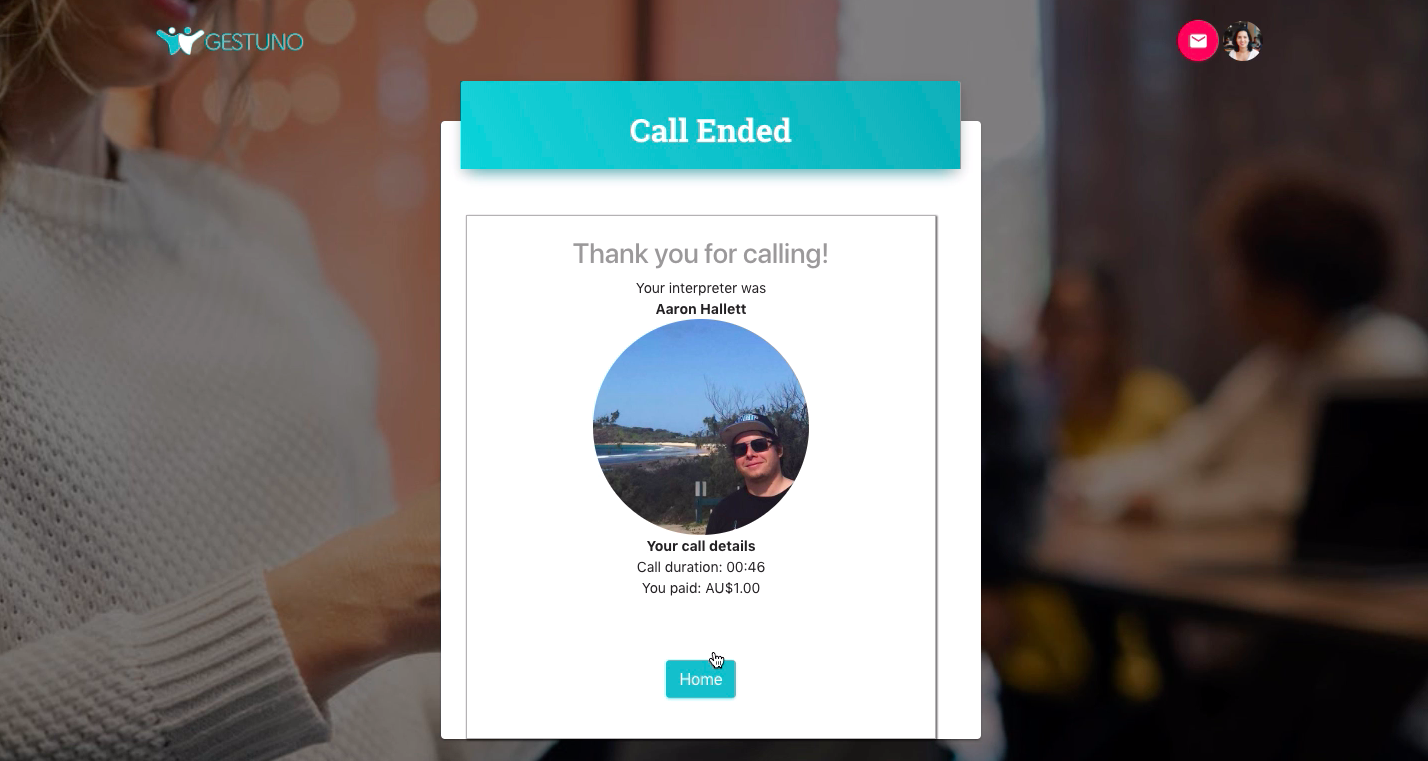 GESTUNO
Call Ended
Thank you for calling!
Your interpreter was
Aaron Hallett
Your call details
Call duration: 00:46
You paid: AU$1.00
Home